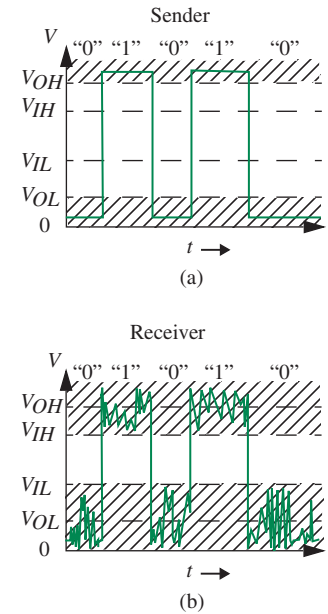 Sender
V
“0” “1” “0” “1” “0”
VOH
VIH
VIL
VOL
0
t
(a)
Receiver
V
“0” “1” “0” “1” “0”
VOH
VIH
VIL
VOL
0
t
(b)